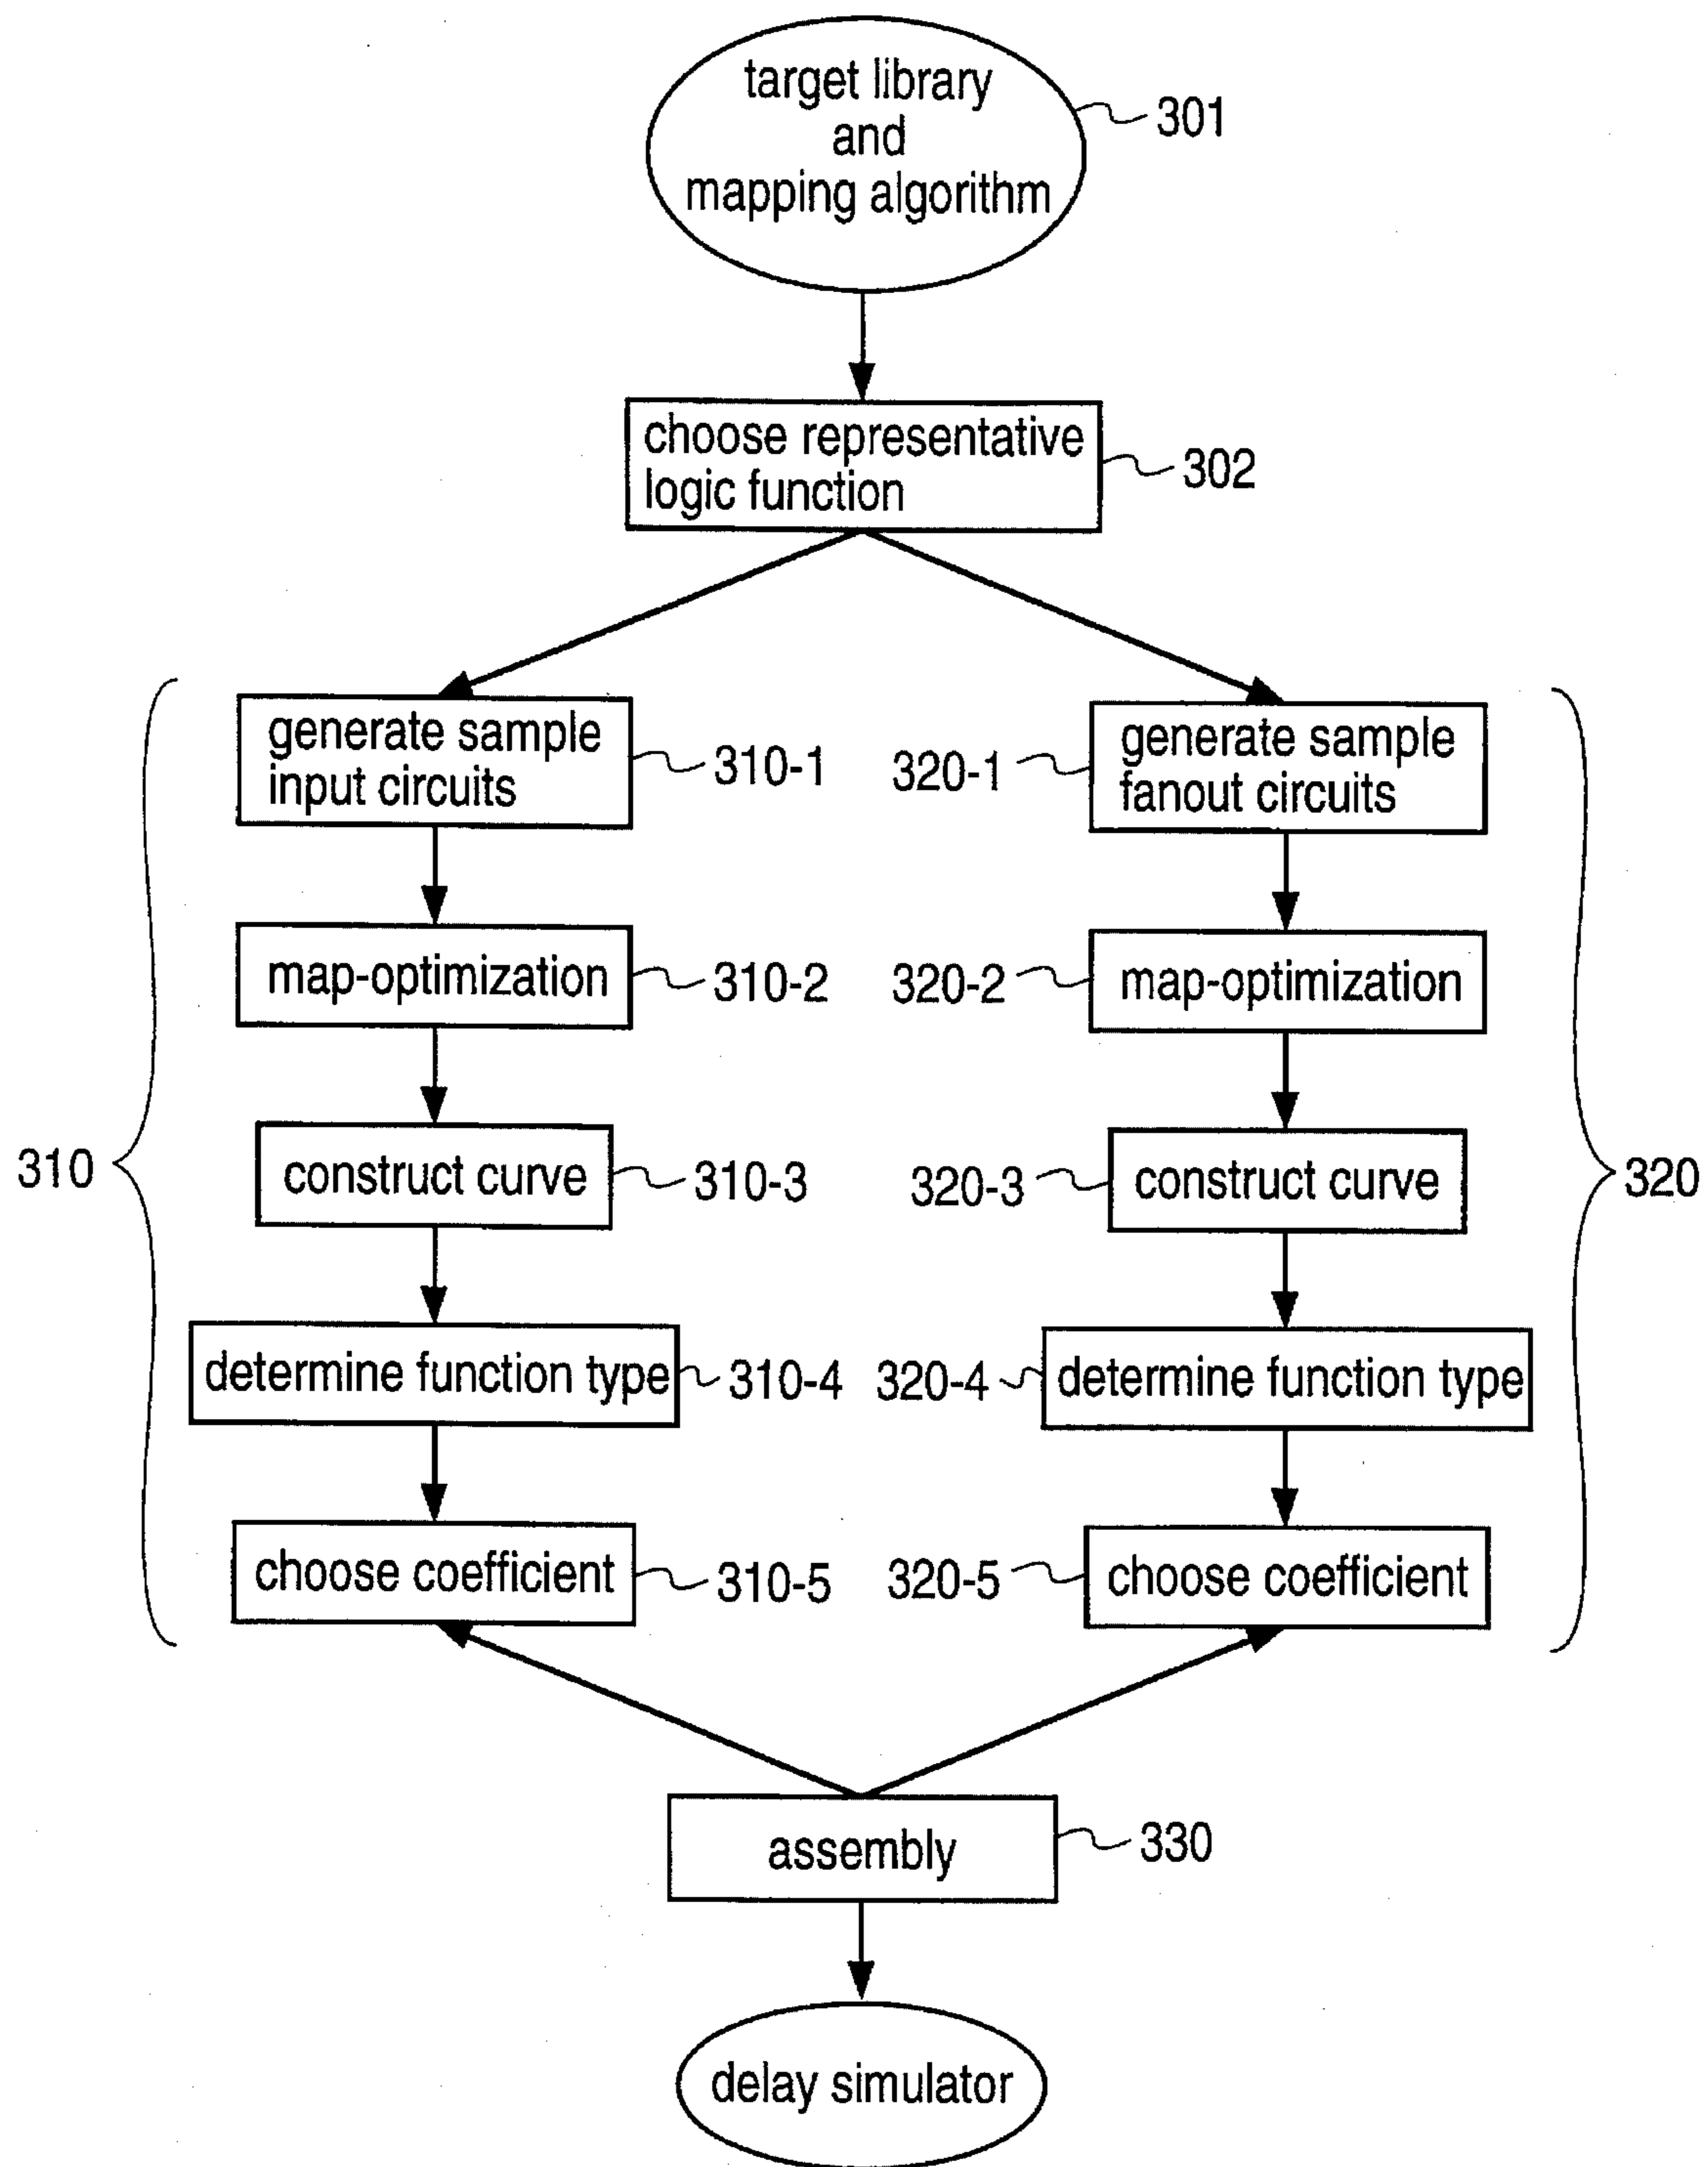 target library
and
mapping algorithm
301
choose representative
logic function
302
generate sample
input circuits
310-1
320-1
generate sample
fanout circuits
map-optimization
310-2
320-2
map-optimization
310
construct curve
310-3
320-3
construct curve
320
determine function type
310-4
320-4
determine function type
choose coefficient
310-5
320-5
choose coefficient
assembly
330
delay simulator